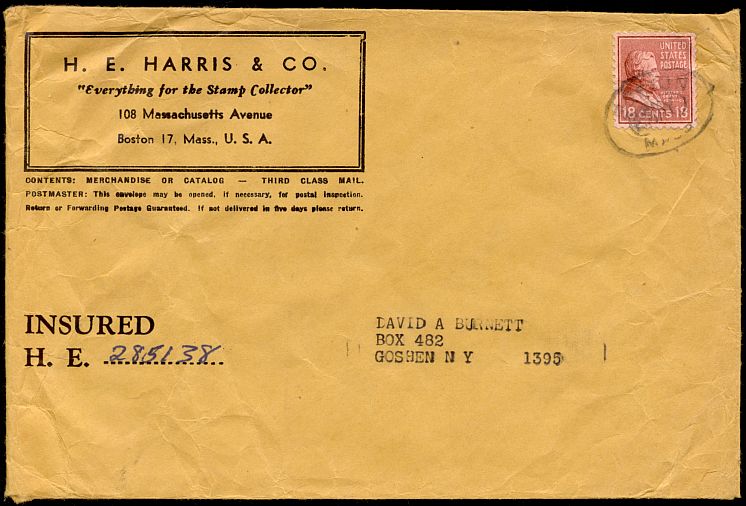 H. E. HARRIS & CO.
"Everything for the Stamp Collector"
108 Massachusetts Avenue
Boston 17, Mass., U. S. A.
CONTENTS: MERCHANDISE OR CATALOG — THIRD CLASS MAIL.
POSTMASTER: This envelope may be opened, if necessary, for postal inspection.
Return or Forwarding Postage Guaranteed. If not delivered in five days please return.
UNITED
STATES
POSTAGE
18 CENTS 18
INSURED
H. E. 285138
DAVID A BURNETT
BOX 482
GOSHEN N Y 1395